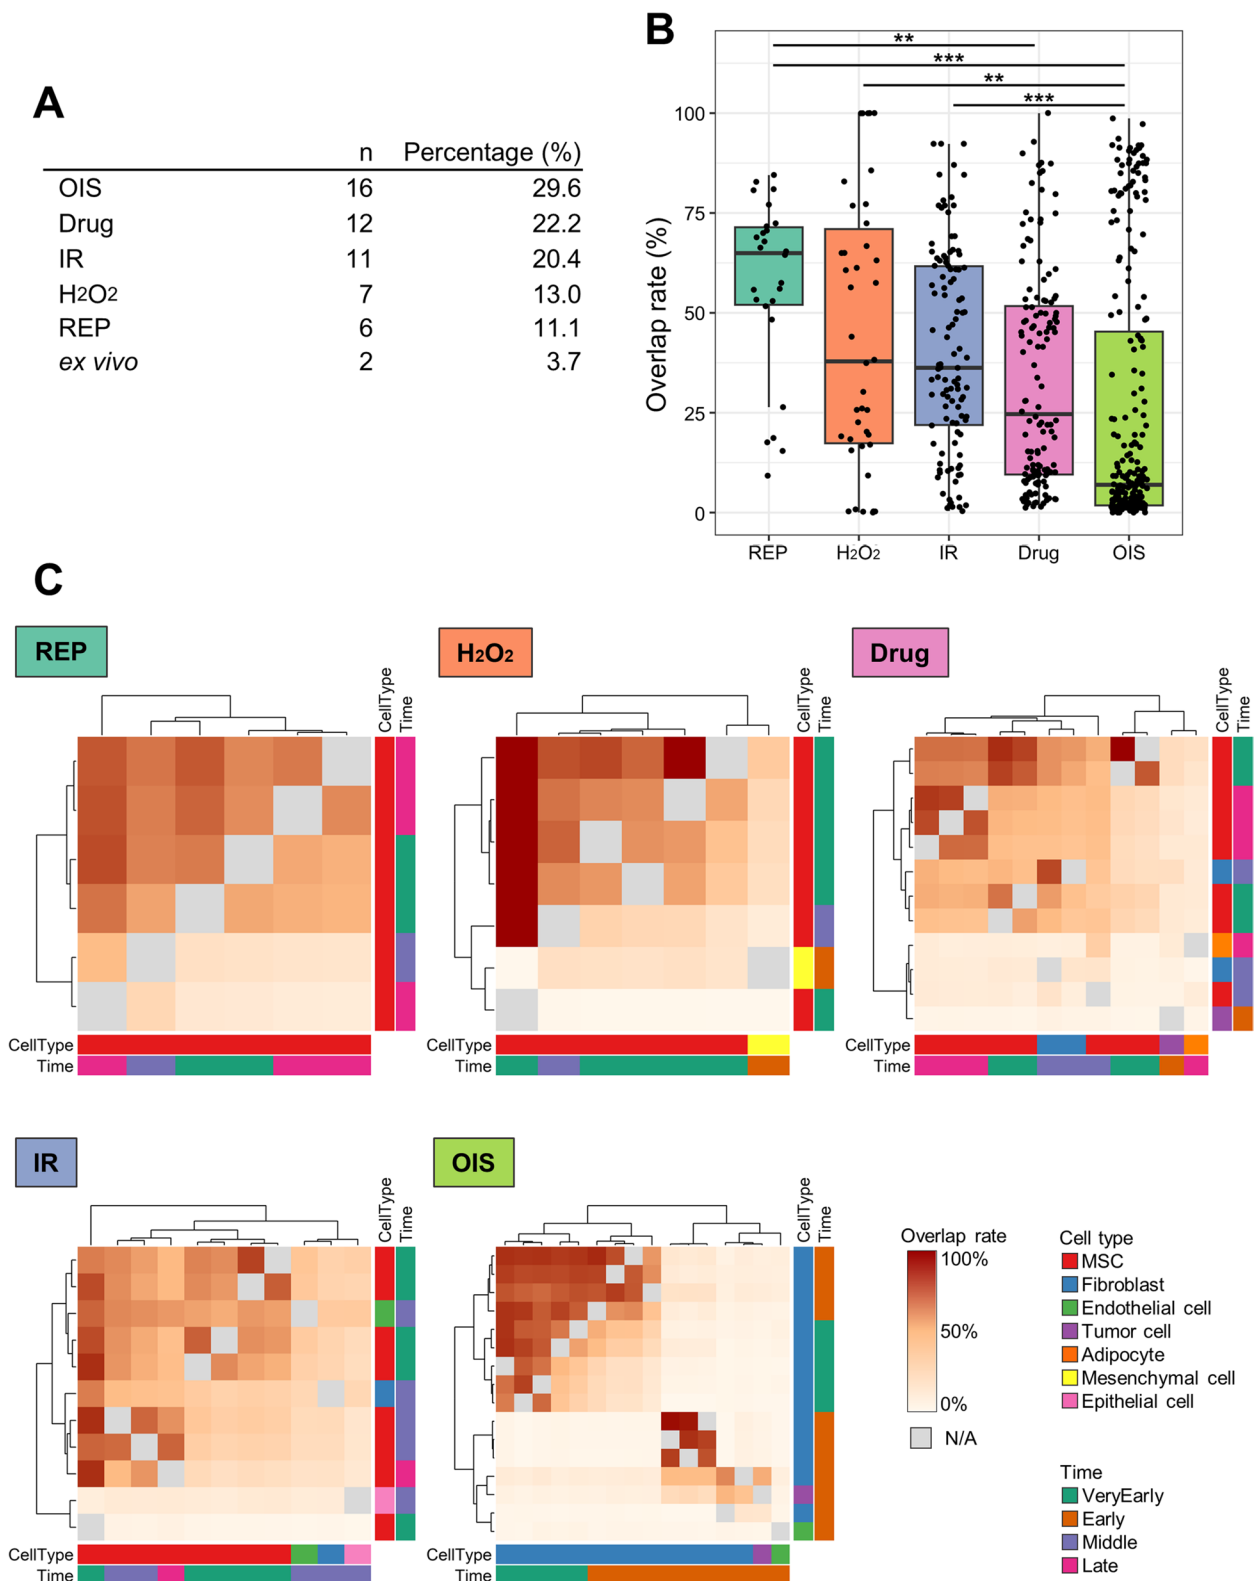 A
n Percentage (%)
OIS 16 29.6
Drug 12 22.2
IR 11 20.4
H2O2 7 13.0
REP 6 11.1
ex vivo 2 3.7
B
**
***
**
***
Overlap rate (%)
100
75
50
25
0
REP H2O2 IR Drug OIS
C
REP
CellType
Time
CellType
Time
H2O2
CellType
Time
CellType
Time
Drug
CellType
Time
CellType
Time
IR
CellType
Time
CellType
Time
OIS
CellType
Time
CellType
Time
Overlap rate
100%
50%
0%
N/A
Cell type
MSC
Fibroblast
Endothelial cell
Tumor cell
Adipocyte
Mesenchymal cell
Epithelial cell
Time
VeryEarly
Early
Middle
Late